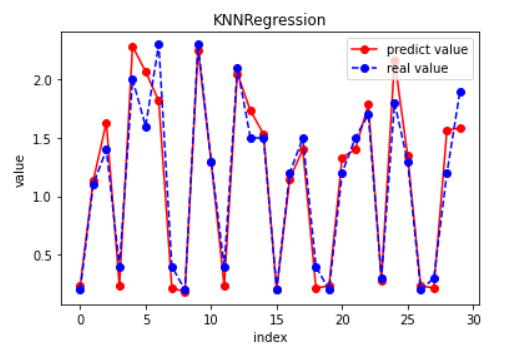 KNNRegression
predict value
real value
value
2.0
1.5
1.0
0.5
0
5
10
15
20
25
30
index